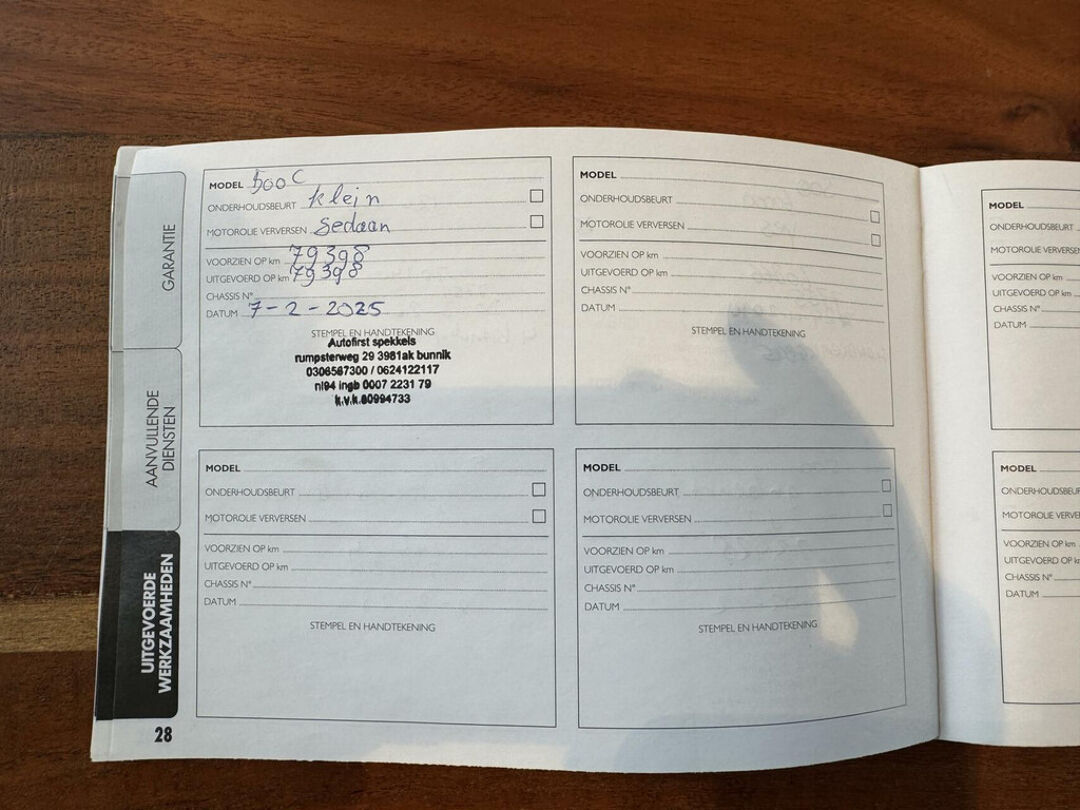 GARANTIE
AANVULLENDE
DIENSTEN
UITGEVOERDE
WERKZAAMHEDEN
28
MODEL 500C
ONDERHOUDSBEURT klein
MOTOROLIE VERVERSEN Sedaan
VOORZIEN OP km 79398
UITGEVOERD OP km 79398
CHASSIS N°
DATUM 7-2-2025
STEMPEL EN HANDTEKENING
Autofirst spekkels
rumpsterweg 29 3981ak bunnik
0306567300 / 0624122117
nl94 ingb 0007 2231 79
k.v.k.60994733
MODEL
ONDERHOUDSBEURT
MOTOROLIE VERVERSEN
VOORZIEN OP km
UITGEVOERD OP km
CHASSIS N°
DATUM
STEMPEL EN HANDTEKENING
MODEL
ONDERHOUDSBEURT
MOTOROLIE VERVERSEN
VOORZIEN OP km
UITGEVOERD OP km
CHASSIS N°
DATUM
STEMPEL EN HANDTEKENING
MODEL
ONDERHOUDSBEURT
MOTOROLIE VERVERSEN
VOORZIEN OP km
UITGEVOERD OP km
CHASSIS N°
DATUM
STEMPEL EN HANDTEKENING
MODEL
ONDERHOUDSBEURT
MOTOROLIE VERVERSEN
VOORZIEN OP km
UITGEVOERD OP km
CHASSIS N°
DATUM
MODEL
ONDERHOUDSBEUR
MOTOROLIE VERVE
VOORZIEN OP km
UITGEVOERD OP km
CHASSIS N°
DATUM